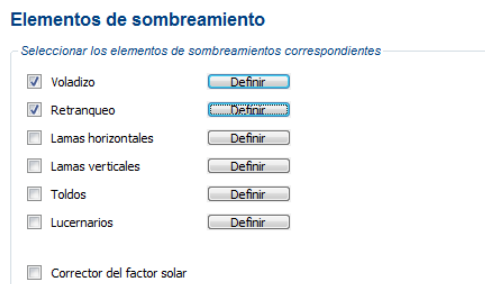 Elementos de sombreamiento
Seleccionar los elementos de sombreamientos correspondientes
Voladizo Definir
Retranqueo Definir
Lamas horizontales Definir
Lamas verticales Definir
Toldos Definir
Lucernarios Definir
Corrector del factor solar